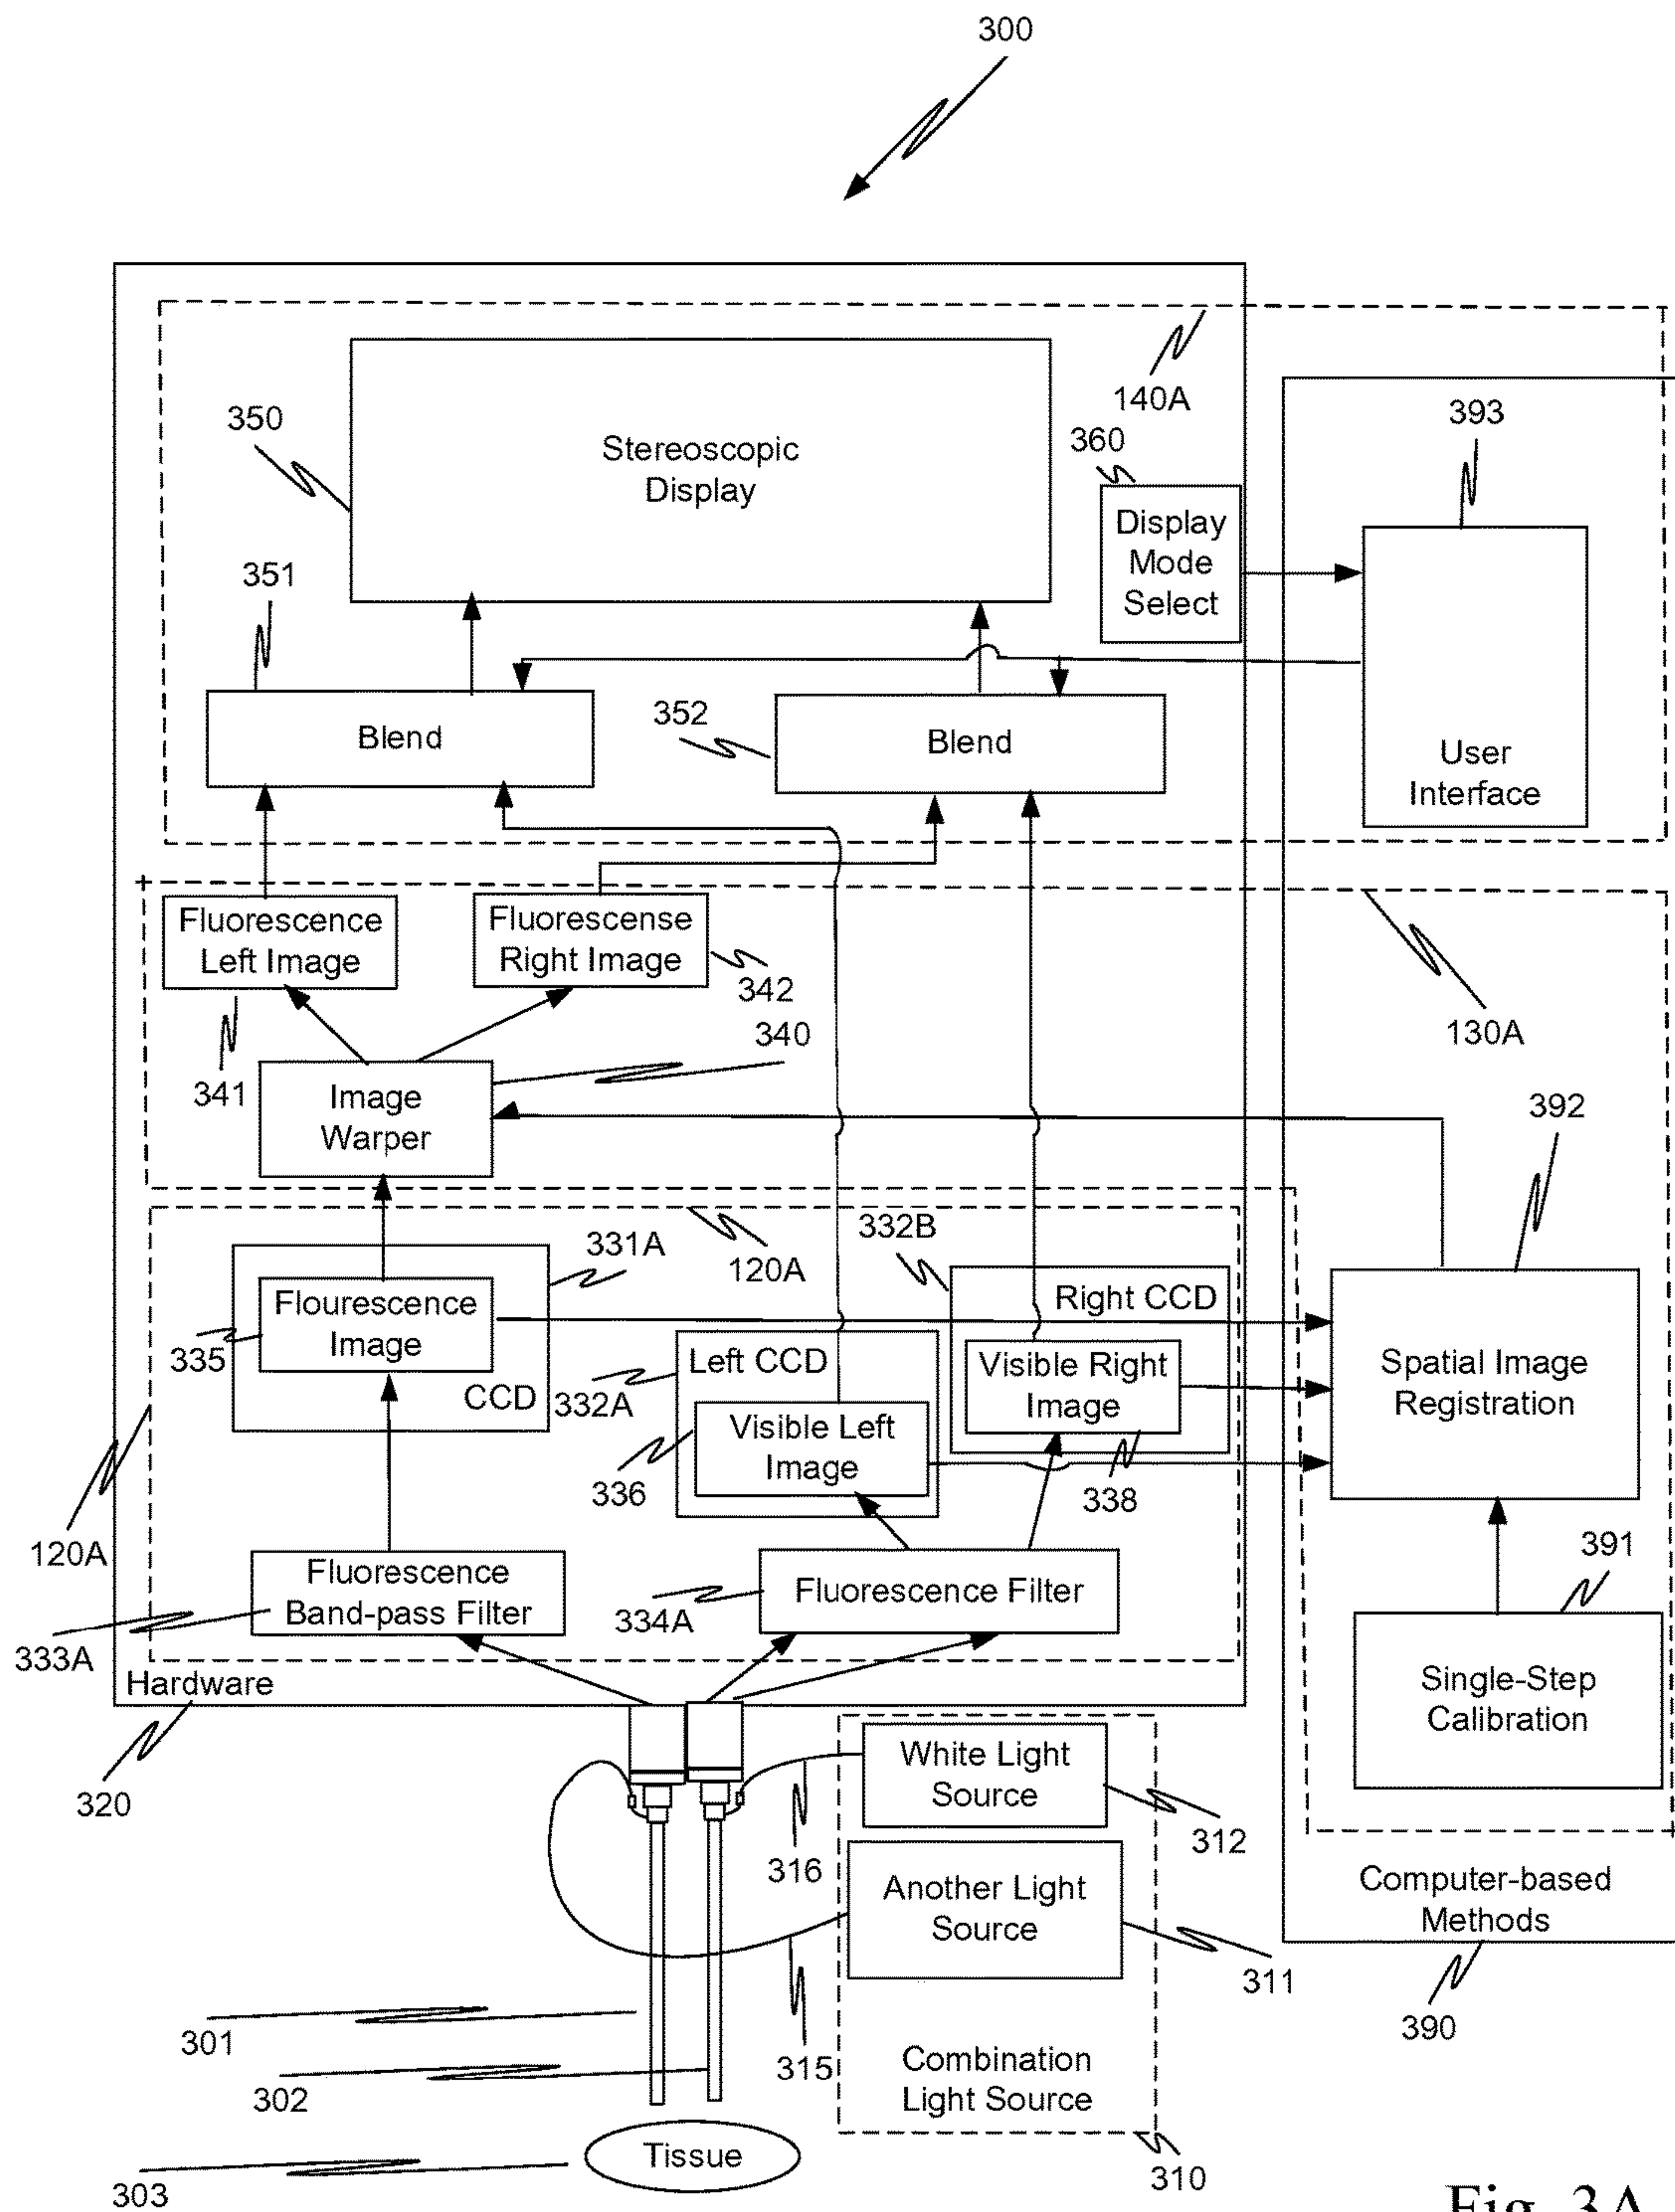 300
140A
350
Stereoscopic
Display
360
393
Display
Mode
Select
351
352
Blend
Blend
User
Interface
Fluorescence
Left Image
Fluorescense
Right Image
342
340
341
130A
Image
Warper
392
331A
120A
332B
Flourescence
Image
335
CCD
Right CCD
Left CCD
332A
Visible Right
Image
Visible Left
Image
336
338
Spatial Image
Registration
120A
391
Fluorescence
Band-pass Filter
333A
334A
Fluorescence Filter
Single-Step
Calibration
Hardware
320
White Light
Source
312
316
Another Light
Source
311
Computer-based
Methods
390
301
302
315
Combination
Light Source
310
Tissue
303
Fig. 3A